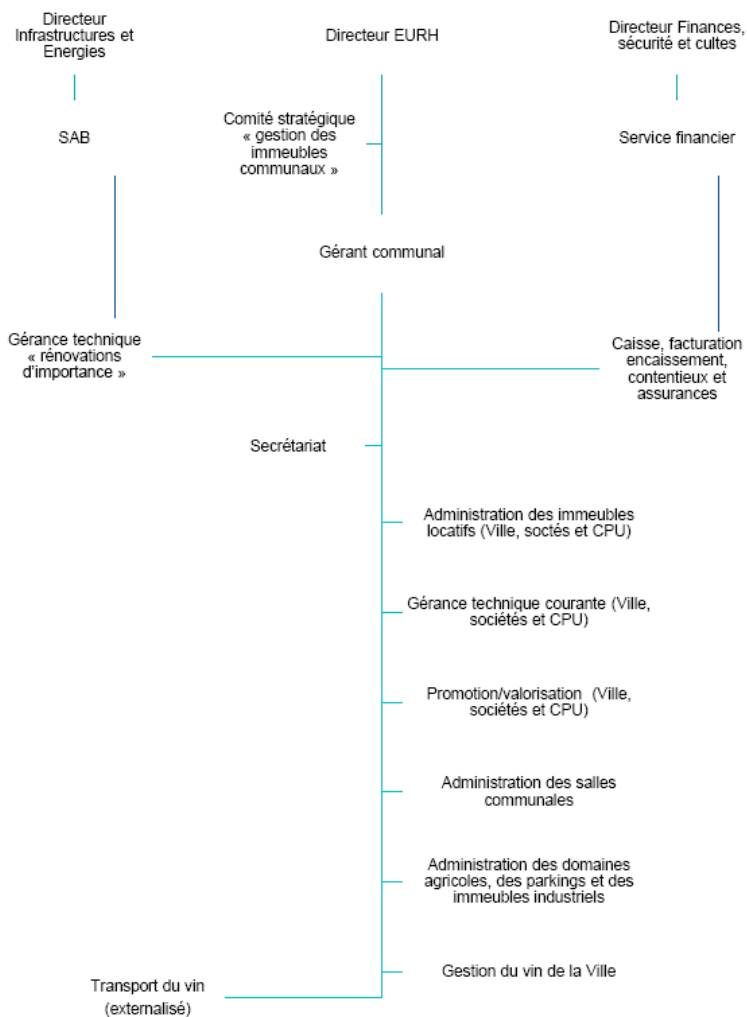 Directeur
Infrastructures et
Energies
Directeur EURH
Directeur Finances,
sécurité et cultes
SAB
Comité stratégique
« gestion des
immeubles
communaux »
Service financier
Gérant communal
Gérance technique
« rénovations
d'importance »
Caisse, facturation
encaissement,
contentieux et
assurances
Secrétariat
Administration des immeubles
locatifs (Ville, soctés et CPU)
Gérance technique courante (Ville,
sociétés et CPU)
Promotion/valorisation (Ville,
sociétés et CPU)
Administration des salles
communales
Administration des domaines
agricoles, des parkings et des
immeubles industriels
Gestion du vin de la Ville
Transport du vin
(externalisé)